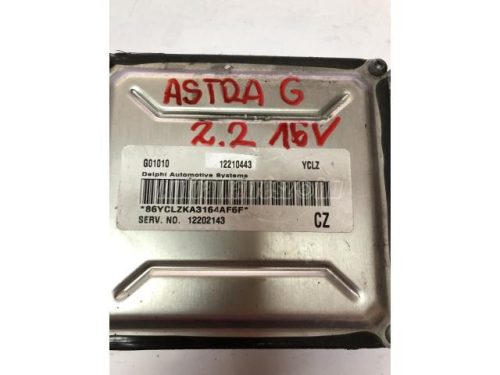 ASTRA G
2.2 16V
G01010 12210443 YCLZ
Delphi Automotive Systems
*86YCLZKA3164AF6F*
SERV. NO. 12202143 CZ